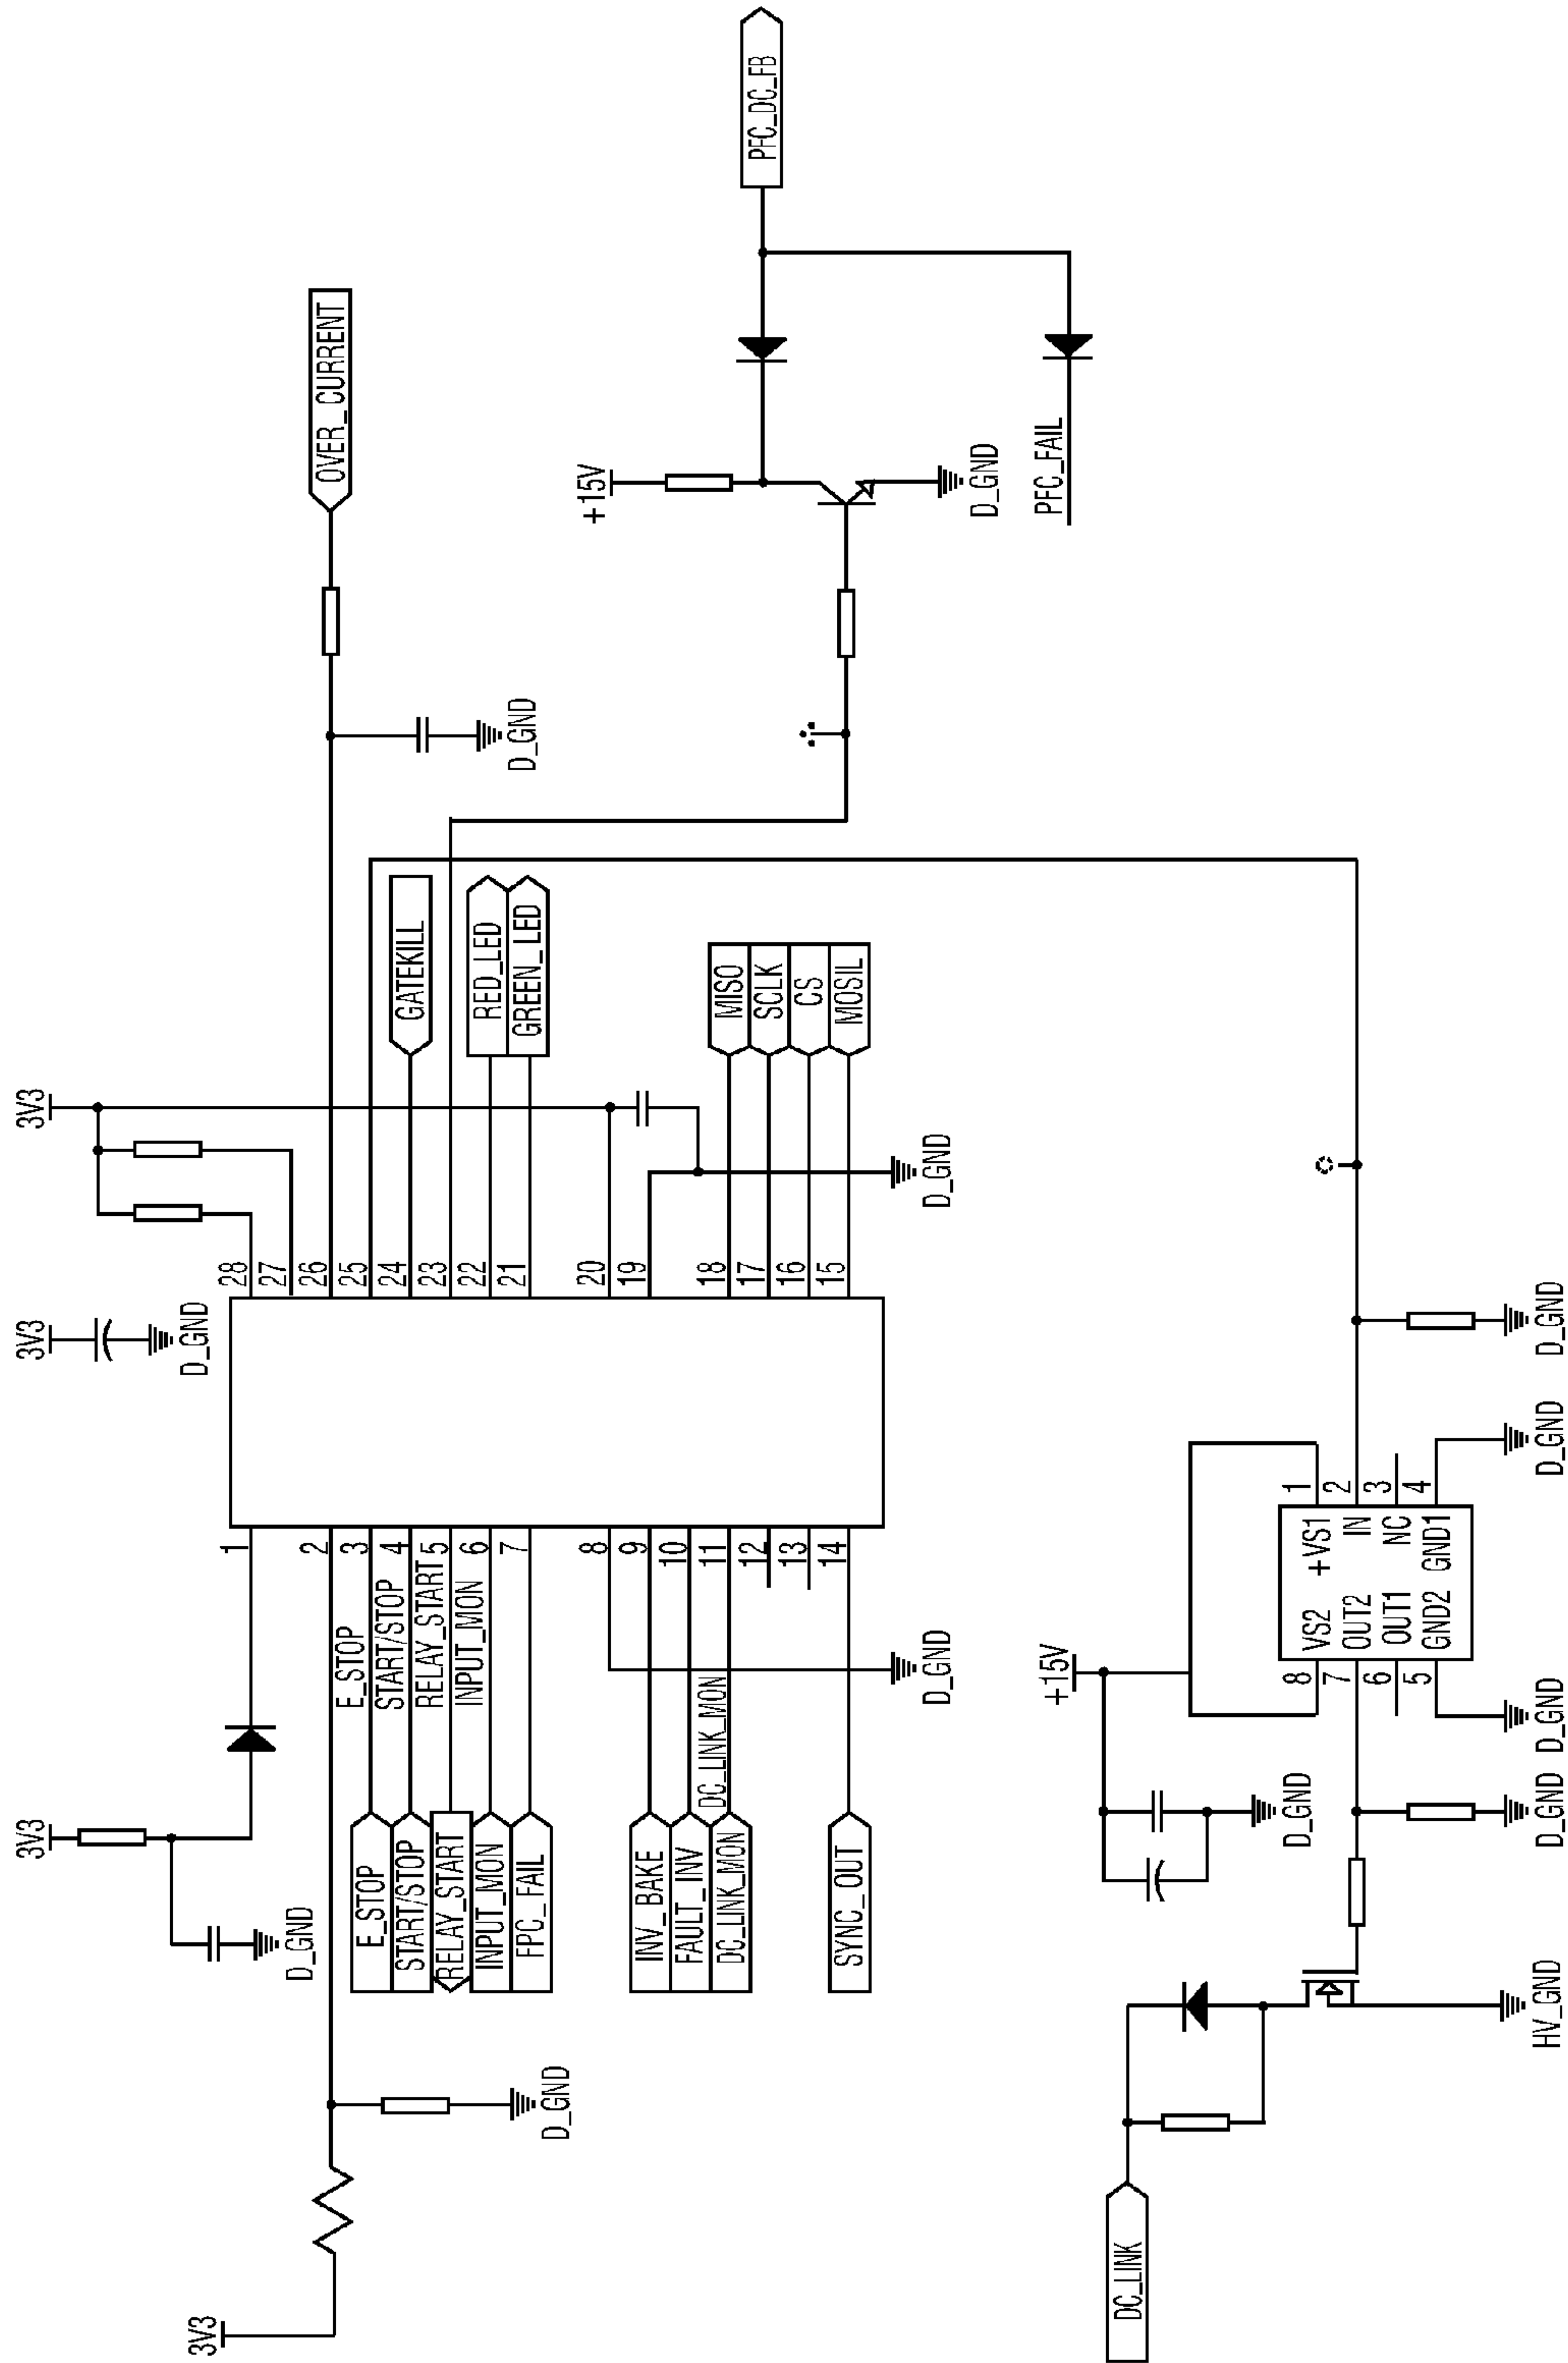 3V3
3V3
3V3
3V3
D_GND
D_GND
D_GND
1
2
3
4
5
6
7
8
9
10
11
12
13
14
28
27
26
25
24
23
22
21
20
19
18
17
16
15
E_STOP
START/STOP
RELAY_START
INPUT_MON
E_STOP
START/STOP
RELAY_START
INPUT_MON
FPC_FAIL
INV_BAKE
FAULT_INV
DC_LINK_MON
DC_LINK_MON
SYNC_OUT
D_GND
OVER_CURRENT
D_GND
GATEKILL
RED_LED
GREEN_LED
MISO
SCLK
CS
MOSIL
D_GND
+15V
D_GND
PFC_DC_FB
PFC_FAIL
DC_LINK
HV_GND
+15V
D_GND
D_GND
D_GND
8
7
6
5
VS2
OUT2
OUT1
GND2
+VS1
IN
NC
GND1
1
2
3
4
D_GND
D_GND